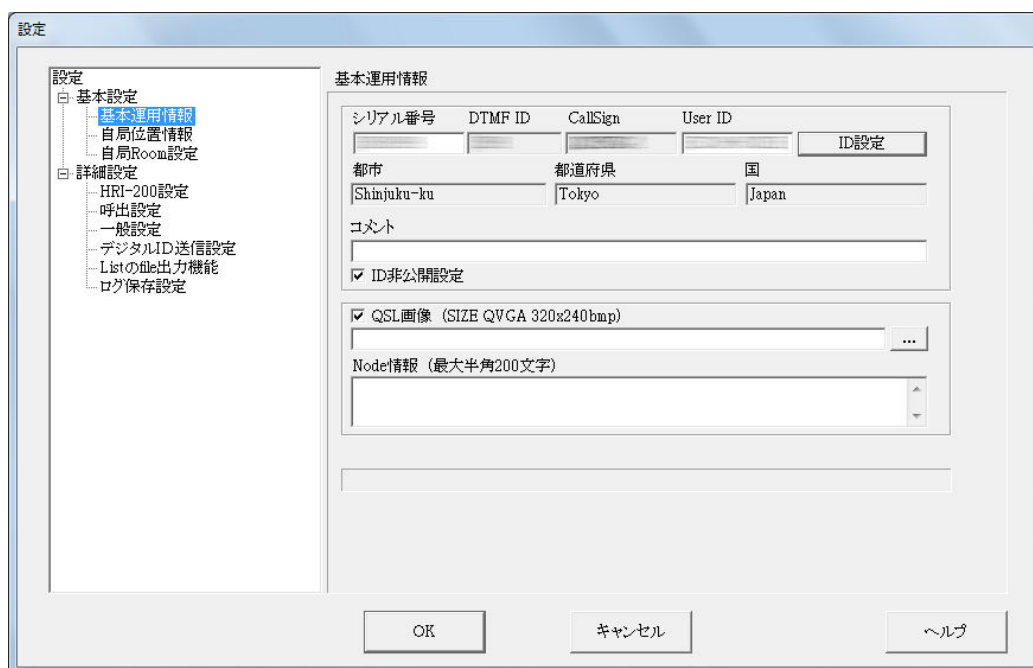 設定
設定
基本設定
基本運用情報
自局位置情報
自局Room設定
詳細設定
HRI-200設定
呼出設定
一般設定
デジタルID送信設定
Listのfile出力機能
ログ保存設定
基本運用情報
シリアル番号 DTMF ID CallSign User ID
ID設定
都市 都道府県 国
Shinjuku-ku Tokyo Japan
コメント
ID非公開設定
QSL画像 (SIZE QVGA 320x240bmp)
...
Node情報 (最大半角200文字)
OK キャンセル ヘルプ